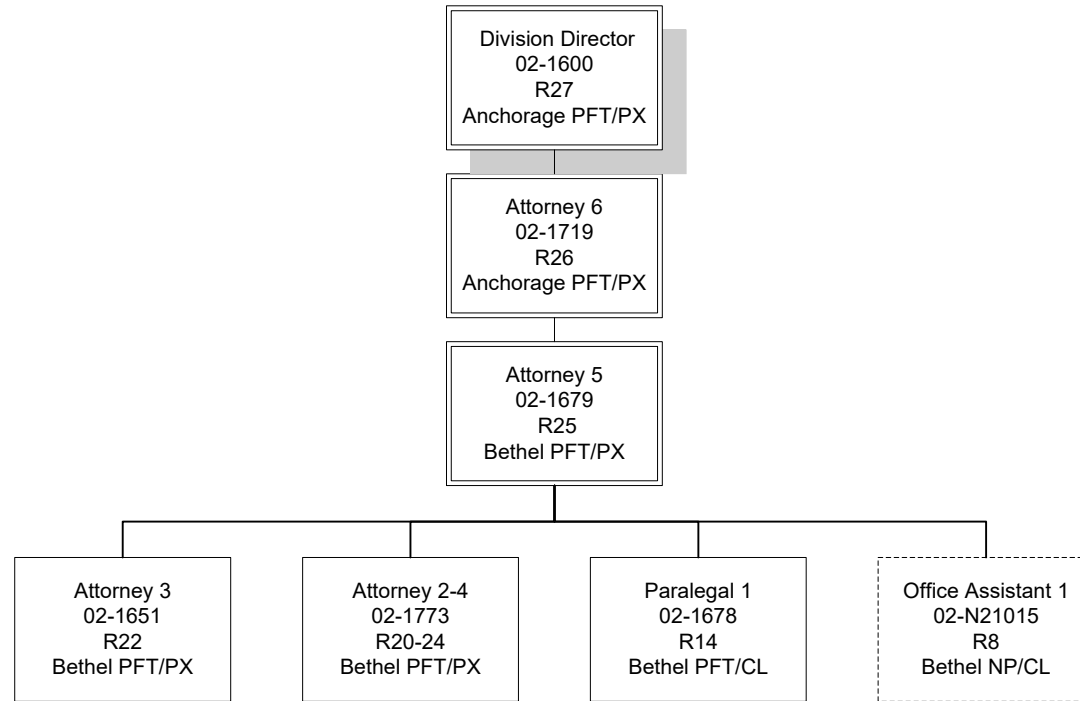 Division Director
02-1600
R27
Anchorage PFT/PX
Attorney 6
02-1719
R26
Anchorage PFT/PX
Attorney 5
02-1679
R25
Bethel PFT/PX
Attorney 3
02-1651
R22
Bethel PFT/PX
Attorney 2-4
02-1773
R20-24
Bethel PFT/PX
Paralegal 1
02-1678
R14
Bethel PFT/CL
Office Assistant 1
02-N21015
R8
Bethel NP/CL